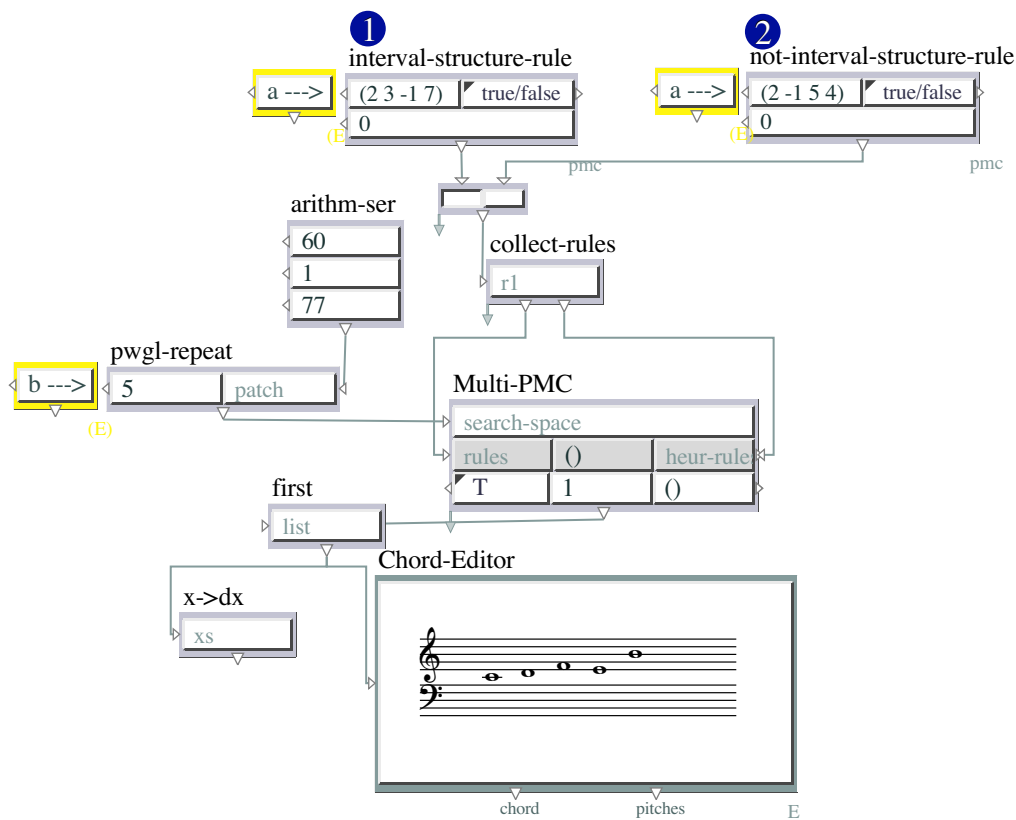 1
2
interval-structure-rule
not-interval-structure-rule
a --->
(2 3 -1 7)
true/false
a --->
(2 -1 5 4)
true/false
(E)
0
(E)
0
pmc
pmc
arithm-ser
60
1
77
collect-rules
r1
pwgl-repeat
b --->
5
patch
(E)
Multi-PMC
search-space
rules
()
heur-rule
T
1
()
first
list
Chord-Editor
x->dx
xs
chord
pitches
E